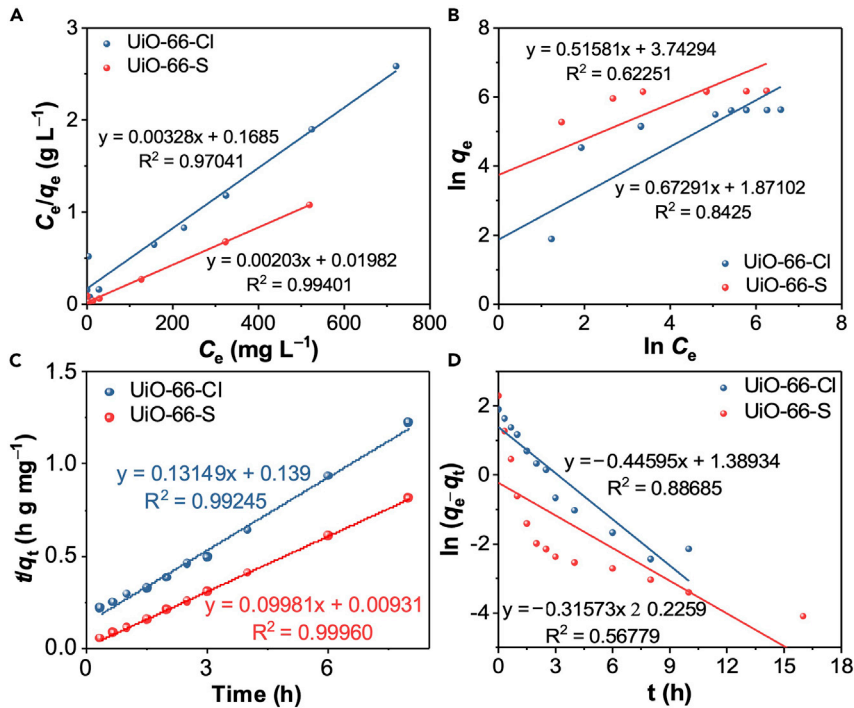 A
UiO-66-Cl
UiO-66-S
y = 0.00328x + 0.1685
R² = 0.97041
y = 0.00203x + 0.01982
R² = 0.99401
Cₑ/qₑ (g L⁻¹)
3
2
1
0
0 200 400 600 800
Cₑ (mg L⁻¹)
B
y = 0.51581x + 3.74294
R² = 0.62251
y = 0.67291x + 1.87102
R² = 0.8425
UiO-66-Cl
UiO-66-S
ln qₑ
8
6
4
2
0
0 2 4 6 8
ln Cₑ
C
UiO-66-Cl
UiO-66-S
y = 0.13149x + 0.139
R² = 0.99245
y = 0.09981x + 0.00931
R² = 0.99960
t/qₜ (h g mg⁻¹)
1.5
1.0
0.5
0.0
0 3 6
Time (h)
D
UiO-66-Cl
UiO-66-S
y = −0.44595x + 1.38934
R² = 0.88685
y = −0.31573x 2 0.2259
R² = 0.56779
ln (qₑ- qₜ)
2
0
-2
-4
0 3 6 9 12 15 18
t (h)